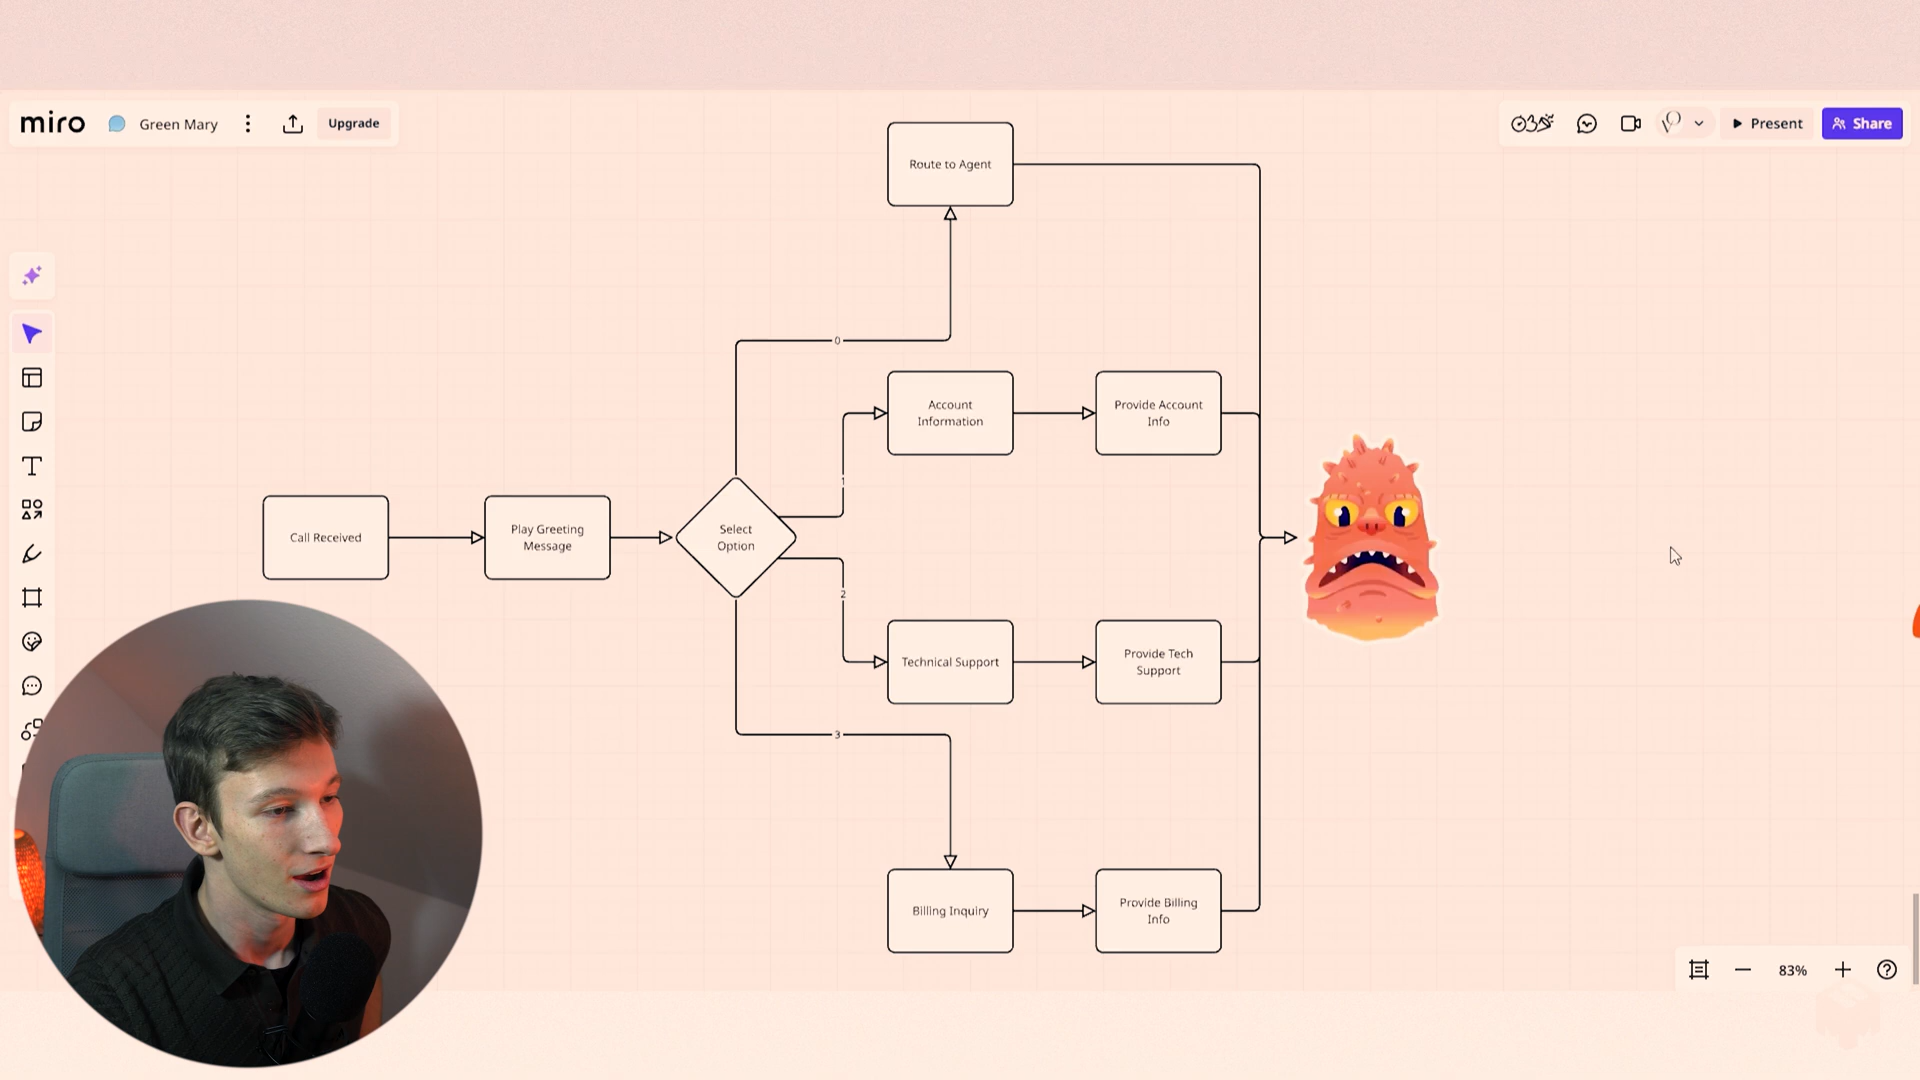 miro
Green Mary
Upgrade
Present
Share
Route to Agent
0
Account
Information
Provide Account
Info
1
Call Received
Play Greeting
Message
Select
Option
2
Technical Support
Provide Tech
Support
3
Billing Inquiry
Provide Billing
Info
83%